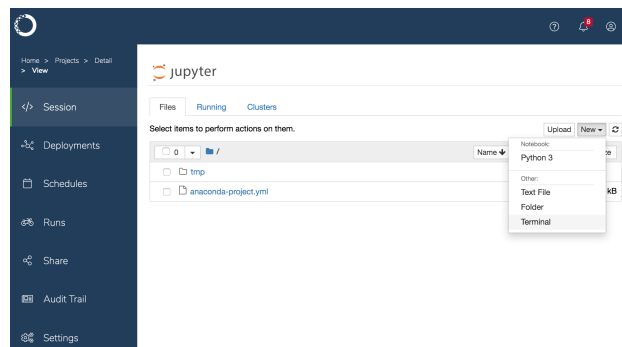 8
Home > Projects > Detail
> View
Session
Deployments
Schedules
Runs
Share
Audit Trail
Settings
jupyter
Files Running Clusters
Select items to perform actions on them.
Upload New
0 / Name
Notebook:
Python 3
Other:
Text File
Folder
Terminal
tmp
anaconda-project.yml kB